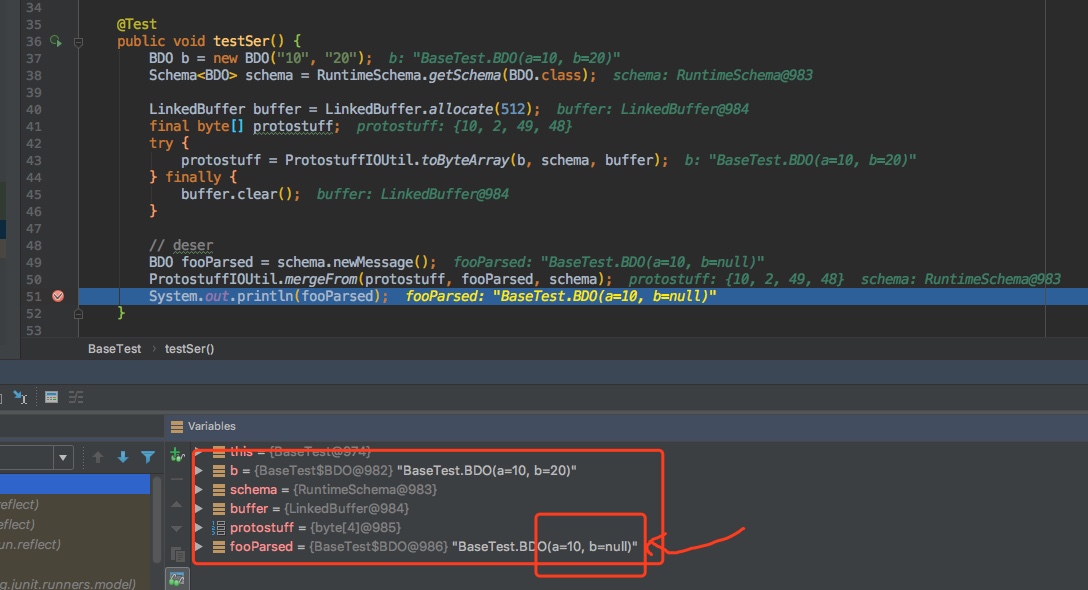 34
35 @Test
36 public void testSer() {
37 BDO b = new BDO("10", "20"); b: "BaseTest.BDO(a=10, b=20)"
38 Schema<BDO> schema = RuntimeSchema.getSchema(BDO.class); schema: RuntimeSchema@983
39
40 LinkedBuffer buffer = LinkedBuffer.allocate(512); buffer: LinkedBuffer@984
41 final byte[] protostuff; protostuff: {10, 2, 49, 48}
42 try {
43 protostuff = ProtostuffIOUtil.toByteArray(b, schema, buffer); b: "BaseTest.BDO(a=10, b=20)"
44 } finally {
45 buffer.clear(); buffer: LinkedBuffer@984
46 }
47
48 // deser
49 BDO fooParsed = schema.newMessage(); fooParsed: "BaseTest.BDO(a=10, b=null)"
50 ProtostuffIOUtil.mergeFrom(protostuff, fooParsed, schema); protostuff: {10, 2, 49, 48} schema: RuntimeSchema@983
51 System.out.println(fooParsed); fooParsed: "BaseTest.BDO(a=10, b=null)"
52 }
53
BaseTest testSer()
Variables
this = {BaseTest@974}
b = {BaseTest$BDO@982} "BaseTest.BDO(a=10, b=20)"
schema = {RuntimeSchema@983}
buffer = {LinkedBuffer@984}
protostuff = {byte[4]@985}
fooParsed = {BaseTest$BDO@986} "BaseTest.BDO(a=10, b=null)"
eflect)
eflect)
un.reflect)
g.junit.runners.model)